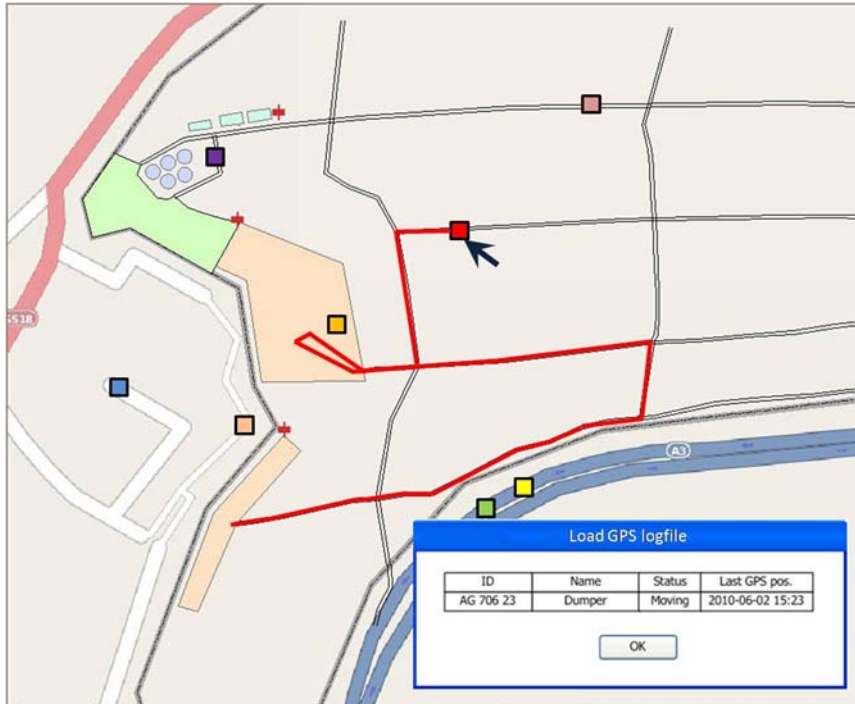 SS18
A3
Load GPS logfile
ID Name Status Last GPS pos.
AG 706 23 Dumper Moving 2010-06-02 15:23
OK